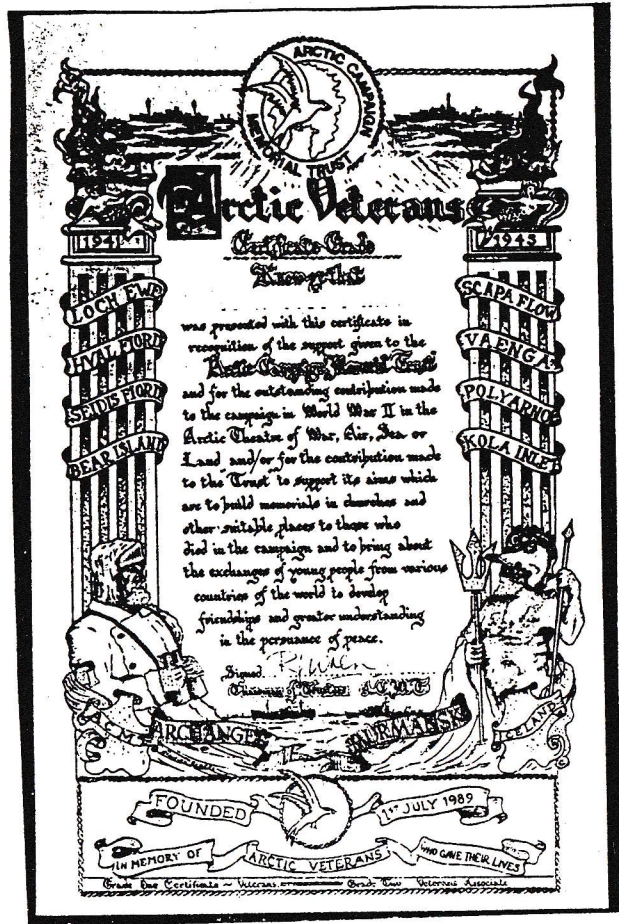 ARCTIC CAMPAIGN
MEMORIAL TRUST
Arctic Veterans
Certificate Grade
Know ye that
1941
1945
LOCH EWE
HVALFJORD
SEIDISFIORD
BEAR ISLAND
SCAPA FLOW
VAENGA
POLYARNO
KOLA INLET
was presented with this certificate in
recognition of the support given to the
Arctic Campaign Memorial Trust
and for the outstanding contribution made
to the campaign in World War II in the
Arctic Theatre of War, Air, Sea or
Land and/or for the contribution made
to the Trust to support its aims which
are to build memorials in churches and
other suitable places to those who
died in the campaign and to bring about
the exchanges of young people from various
countries of the world to develop
friendships and greater understanding
in the persuance of peace.
Signed
Chairman of Trustees A.C.M.T
A.C.M.T
ARCHANGEL
MURMANSK
ICELAND
FOUNDED
1ST JULY 1989
IN MEMORY OF
ARCTIC VETERANS
WHO GAVE THEIR LIVES
Grade One Certificate ~ Veterans Grade Two Veterans Associate